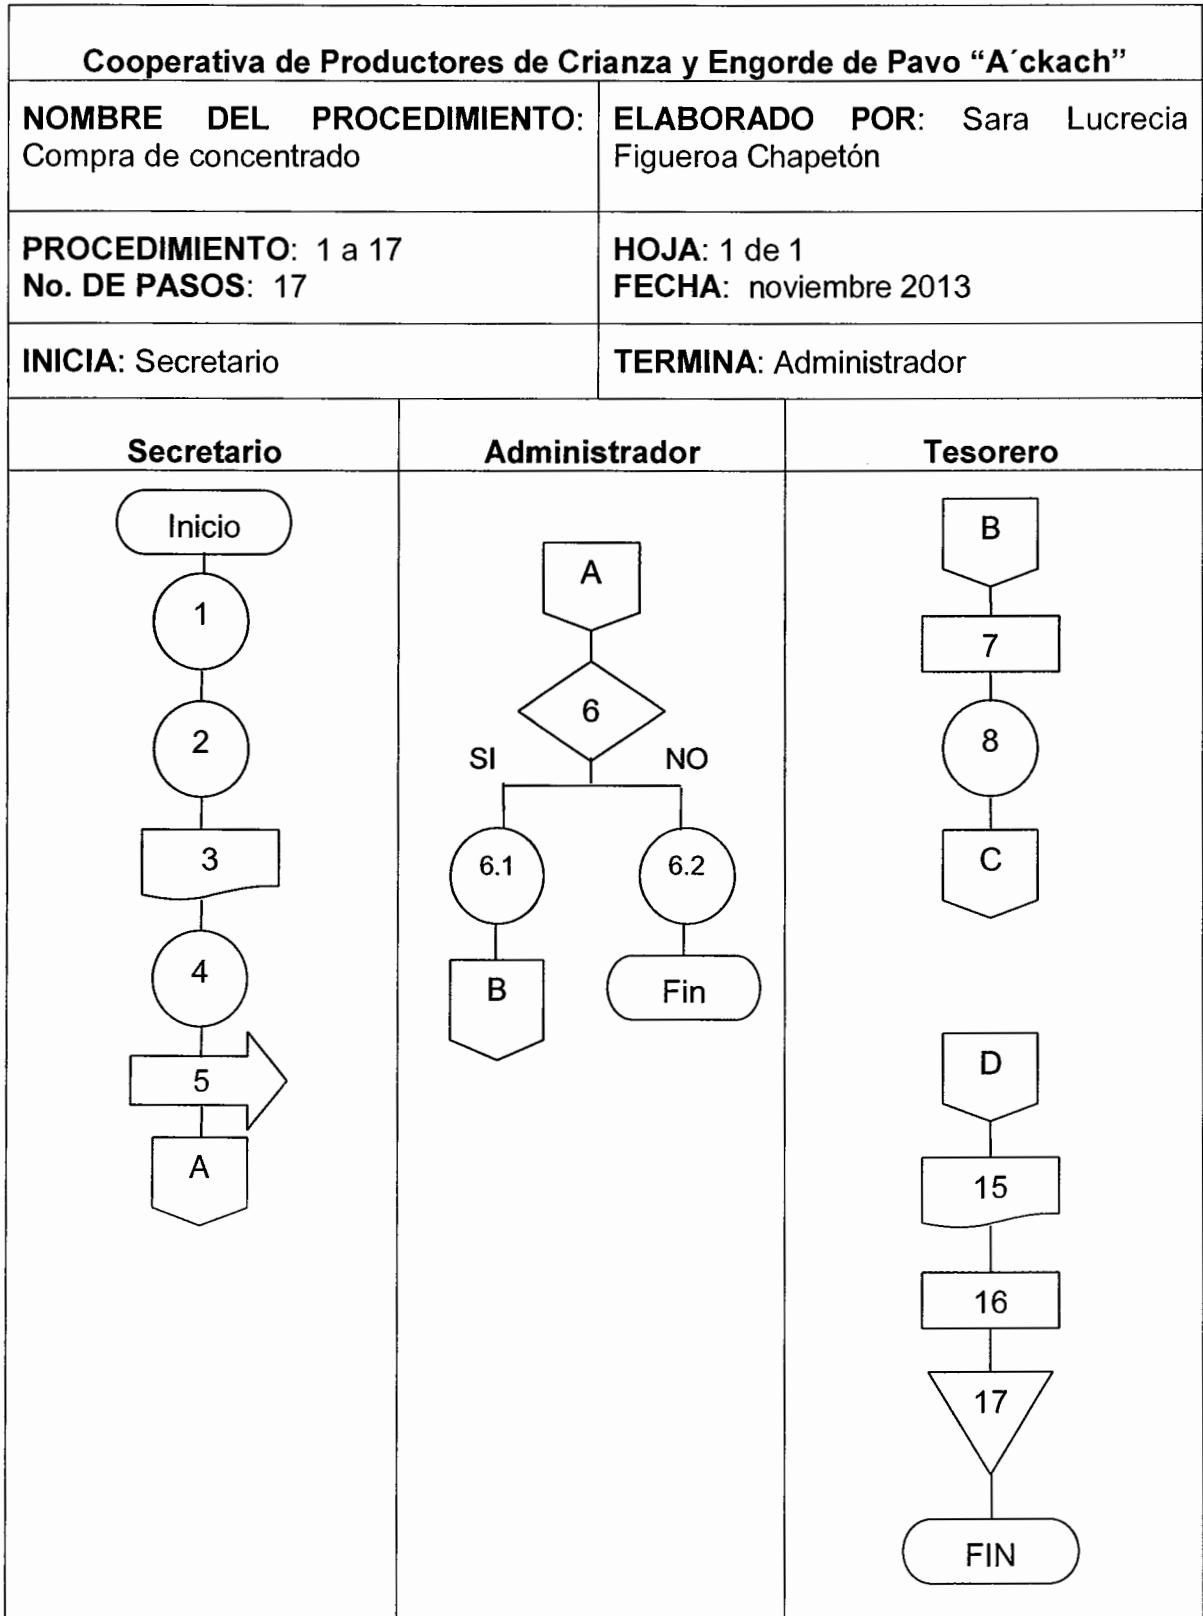 Cooperativa de Productores de Crianza y Engorde de Pavo “A´ckach”
NOMBRE DEL PROCEDIMIENTO:
Compra de concentrado
ELABORADO POR: Sara Lucrecia
Figueroa Chapetón
PROCEDIMIENTO: 1 a 17
No. DE PASOS: 17
HOJA: 1 de 1
FECHA: noviembre 2013
INICIA: Secretario
TERMINA: Administrador
Secretario
Inicio
1
2
3
4
5
A
Administrador
A
6
SI
NO
6.1
6.2
B
Fin
Tesorero
B
7
8
C
D
15
16
17
FIN